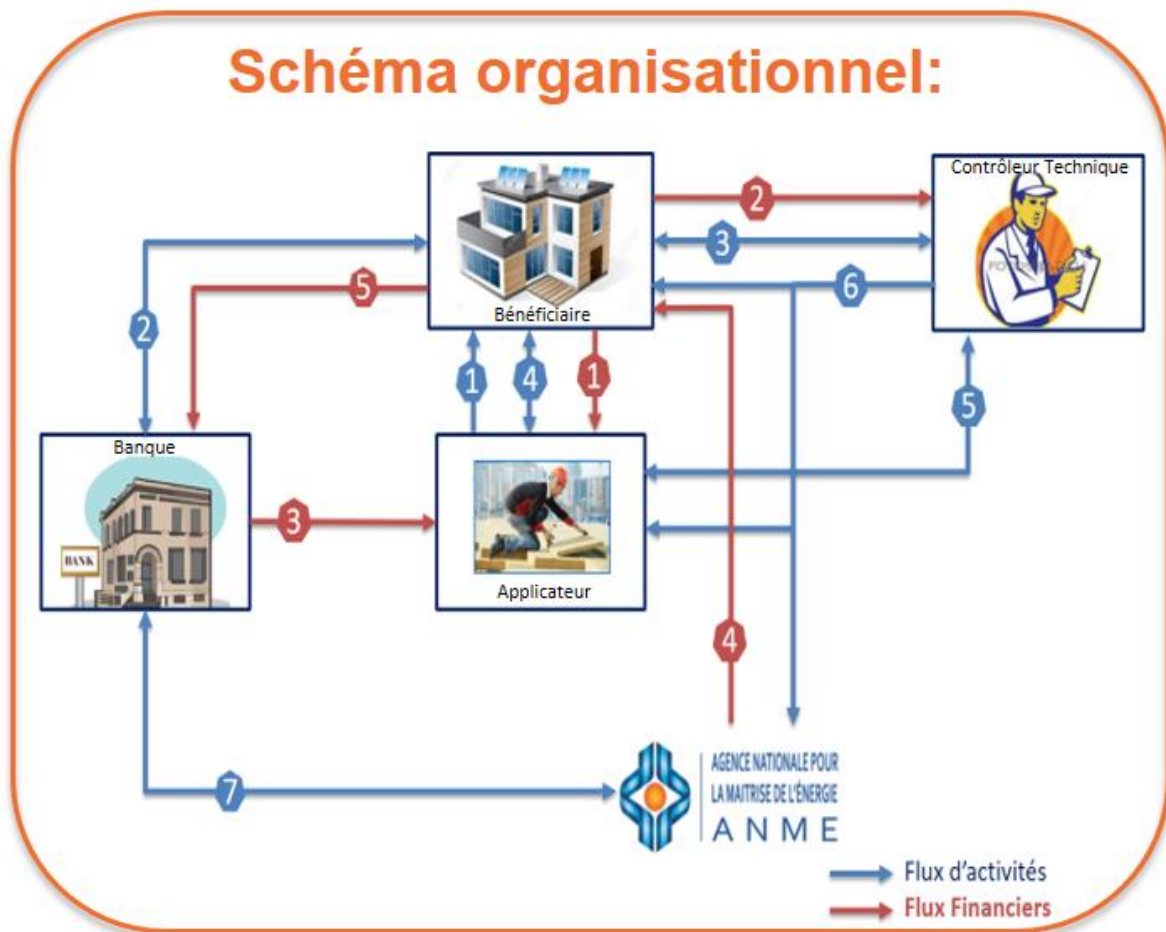 Schéma organisationnel:
Contrôleur Technique
2
3
5
6
Bénéficiaire
2
1
4
1
5
Banque
BANK
3
Applicateur
4
AGENCE NATIONALE POUR
LA MAITRISE DE L'ÉNERGIE
ANME
7
Flux d'activités
Flux Financiers